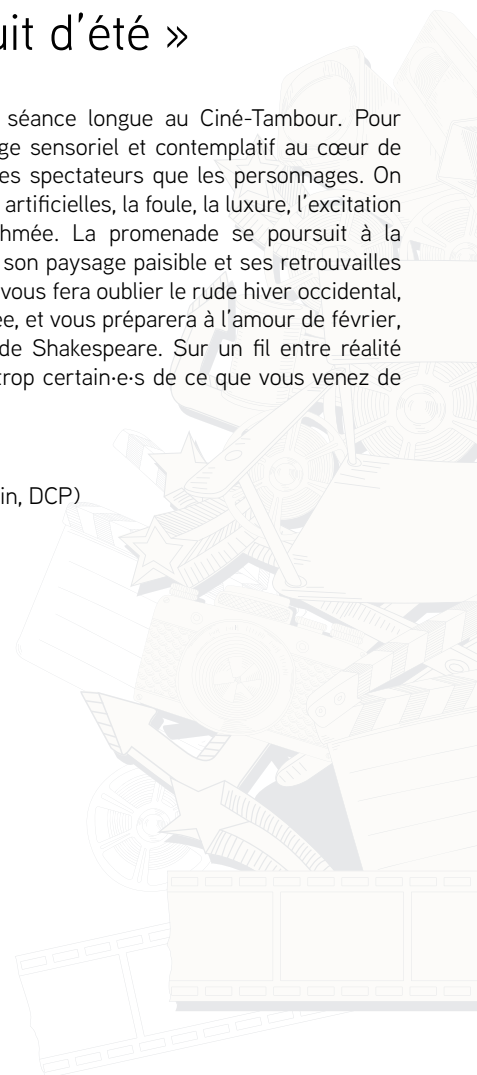 uit d’été »
séance longue au Ciné-Tambour. Pour
ge sensoriel et contemplatif au cœur de
es spectateurs que les personnages. On
artificielles, la foule, la luxure, l’excitation
hmée. La promenade se poursuit à la
son paysage paisible et ses retrouvailles
vous fera oublier le rude hiver occidental,
ée, et vous préparera à l’amour de février,
de Shakespeare. Sur un fil entre réalité
trop certain·e·s de ce que vous venez de
in, DCP)